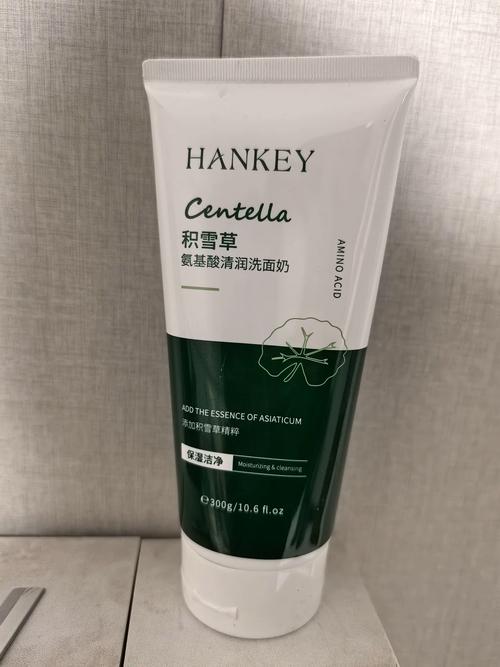 HANKEY
Centella
积雪草
氨基酸清润洗面奶
AMINO ACID
ADD THE ESSENCE OF ASIATICUM
添加积雪草精粹
保湿洁净
Moisturizing & cleansing
℮300g/10.6 fl.oz